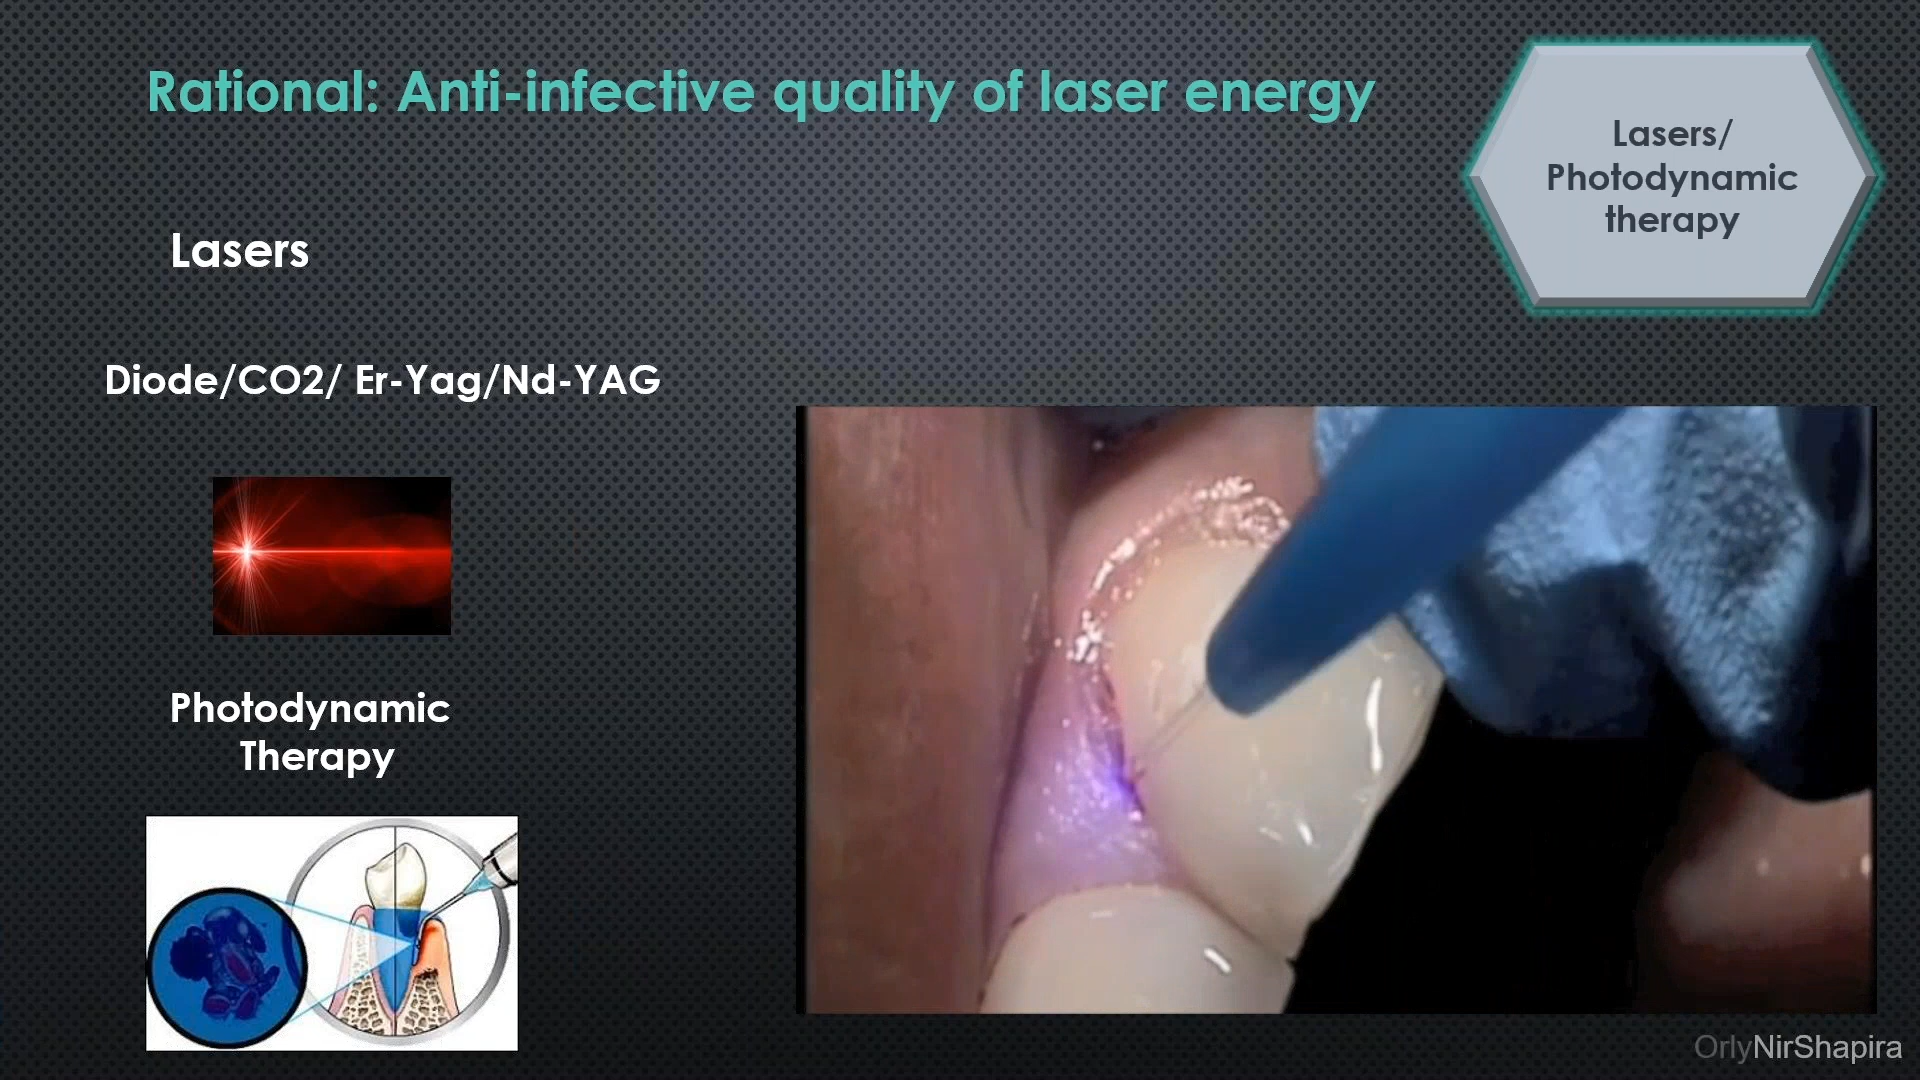 Rational: Anti-infective quality of laser energy
Lasers/
Photodynamic
therapy
Lasers
Diode/CO2/ Er-Yag/Nd-YAG
Photodynamic
Therapy
OrlyNirShapira